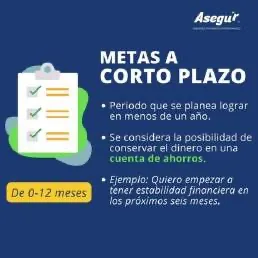 Asegur
METAS A
CORTO PLAZO
• Periodo que se planea lograr
en menos de un año.
• Se considera la posibilidad de
conservar el dinero en una
cuenta de ahorros.
De 0-12 meses
• Ejemplo: Quiero empezar a
tener estabilidad financiera en
los próximos seis meses.